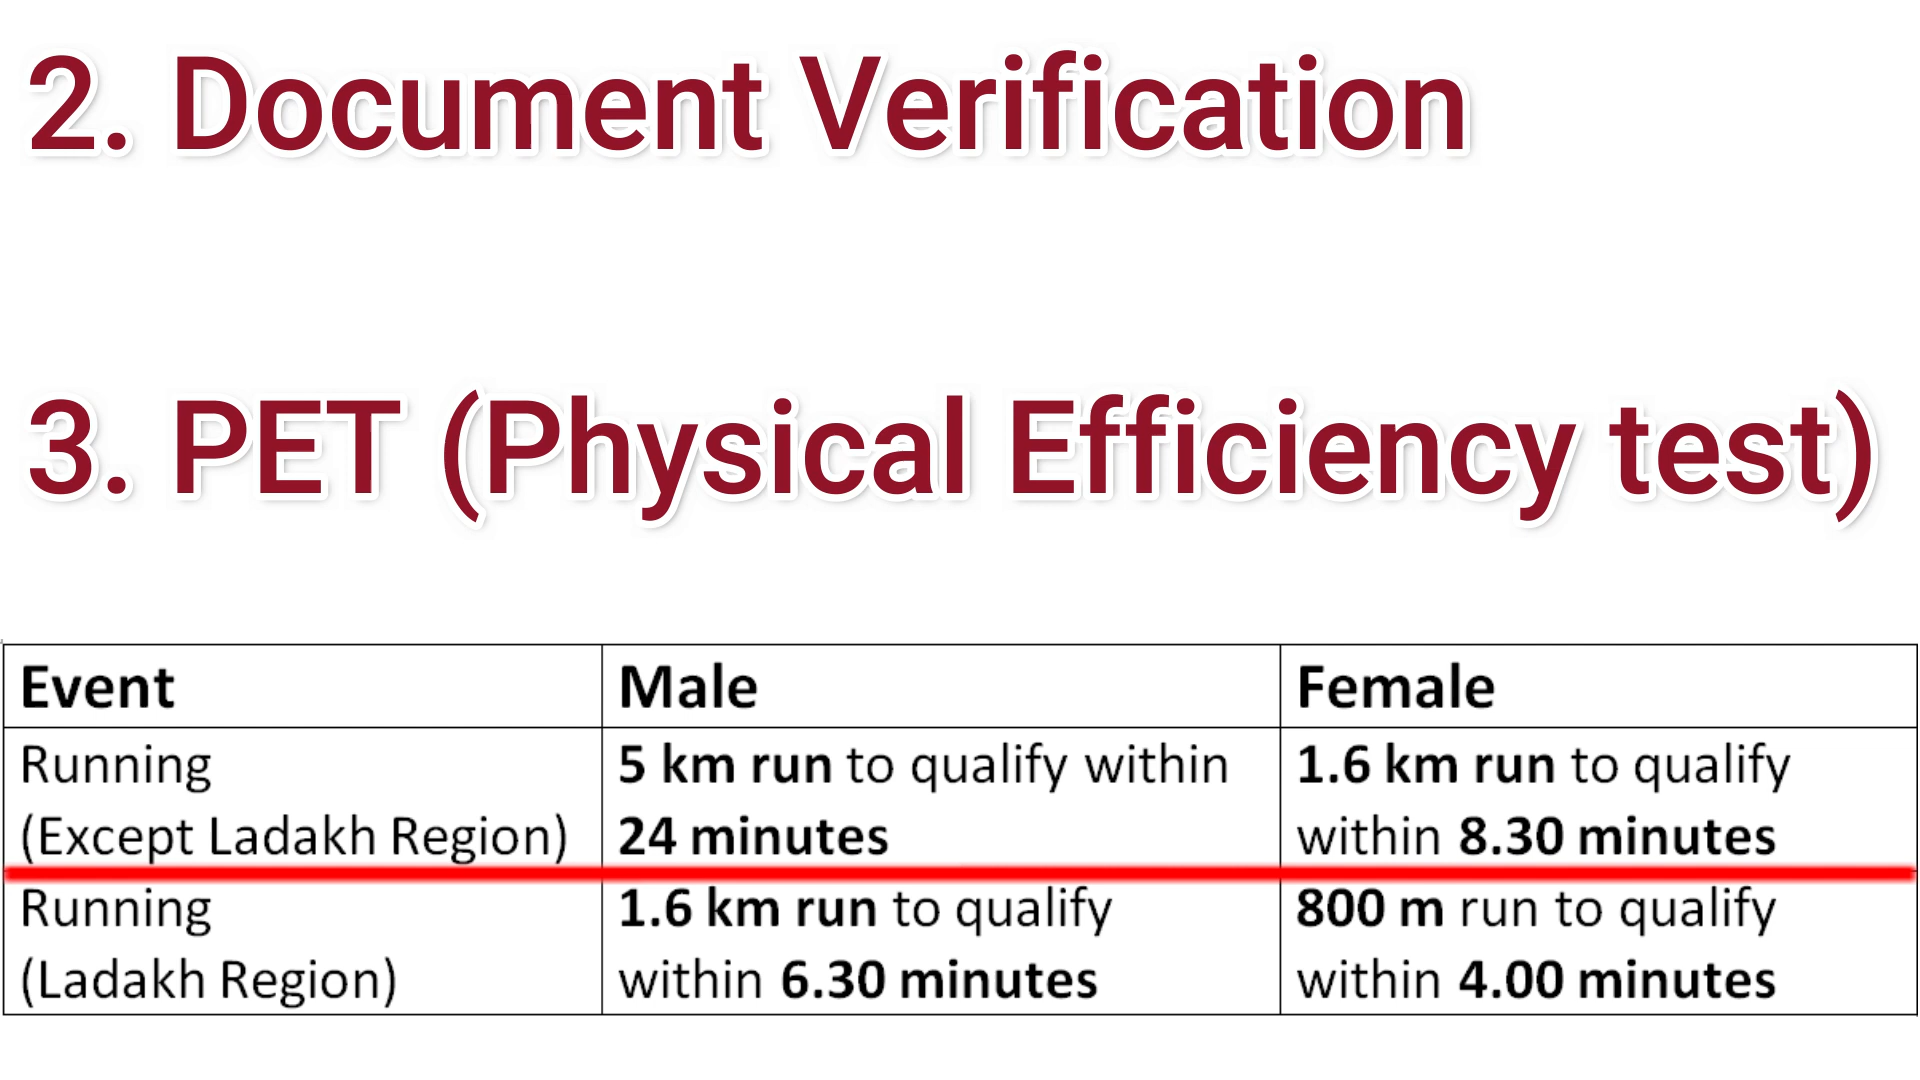 2. Document Verification
3. PET (Physical Efficiency test)
Event Male Female
Running 5 km run to qualify within 1.6 km run to qualify
(Except Ladakh Region) 24 minutes within 8.30 minutes
Running 1.6 km run to qualify 800 m run to qualify
(Ladakh Region) within 6.30 minutes within 4.00 minutes